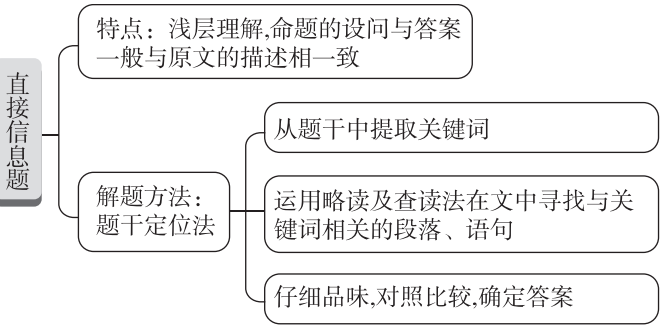 直接信息题
特点：浅层理解,命题的设问与答案
一般与原文的描述相一致
解题方法：
题干定位法
从题干中提取关键词
运用略读及查读法在文中寻找与关
键词相关的段落、语句
仔细品味,对照比较,确定答案